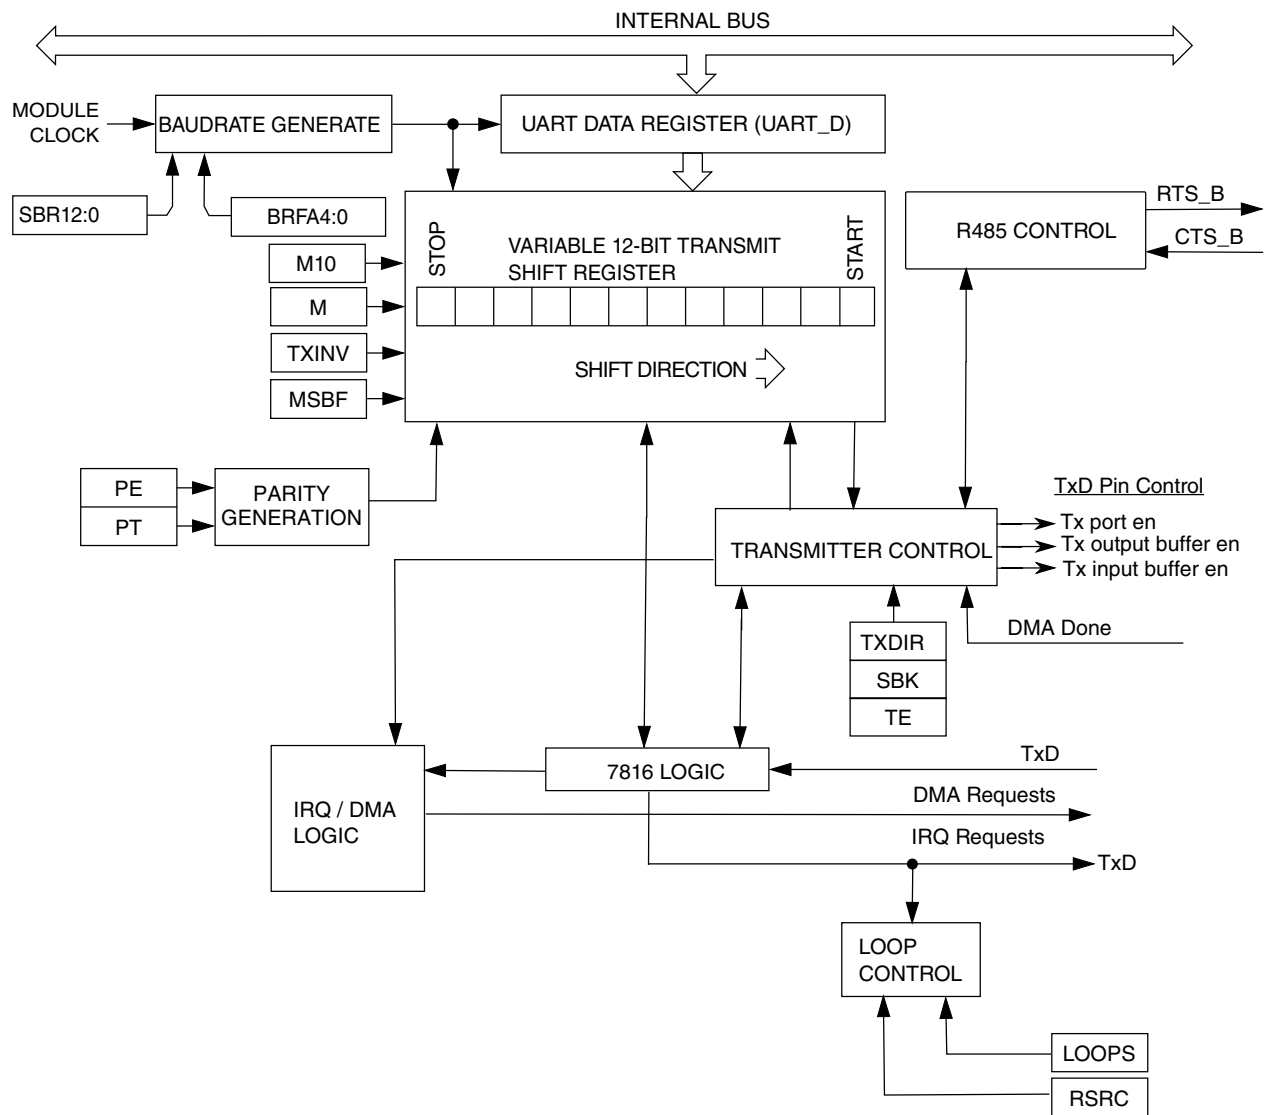 INTERNAL BUS
MODULE
CLOCK
BAUDRATE GENERATE
UART DATA REGISTER (UART_D)
SBR12:0
BRFA4:0
RTS_B
R485 CONTROL
CTS_B
STOP
VARIABLE 12-BIT TRANSMIT
SHIFT REGISTER
START
M10
M
TXINV
MSBF
SHIFT DIRECTION
PE
PT
PARITY
GENERATION
TxD Pin Control
Tx port en
Tx output buffer en
Tx input buffer en
TRANSMITTER CONTROL
DMA Done
TXDIR
SBK
TE
7816 LOGIC
TxD
IRQ / DMA
LOGIC
DMA Requests
IRQ Requests
TxD
LOOP
CONTROL
LOOPS
RSRC